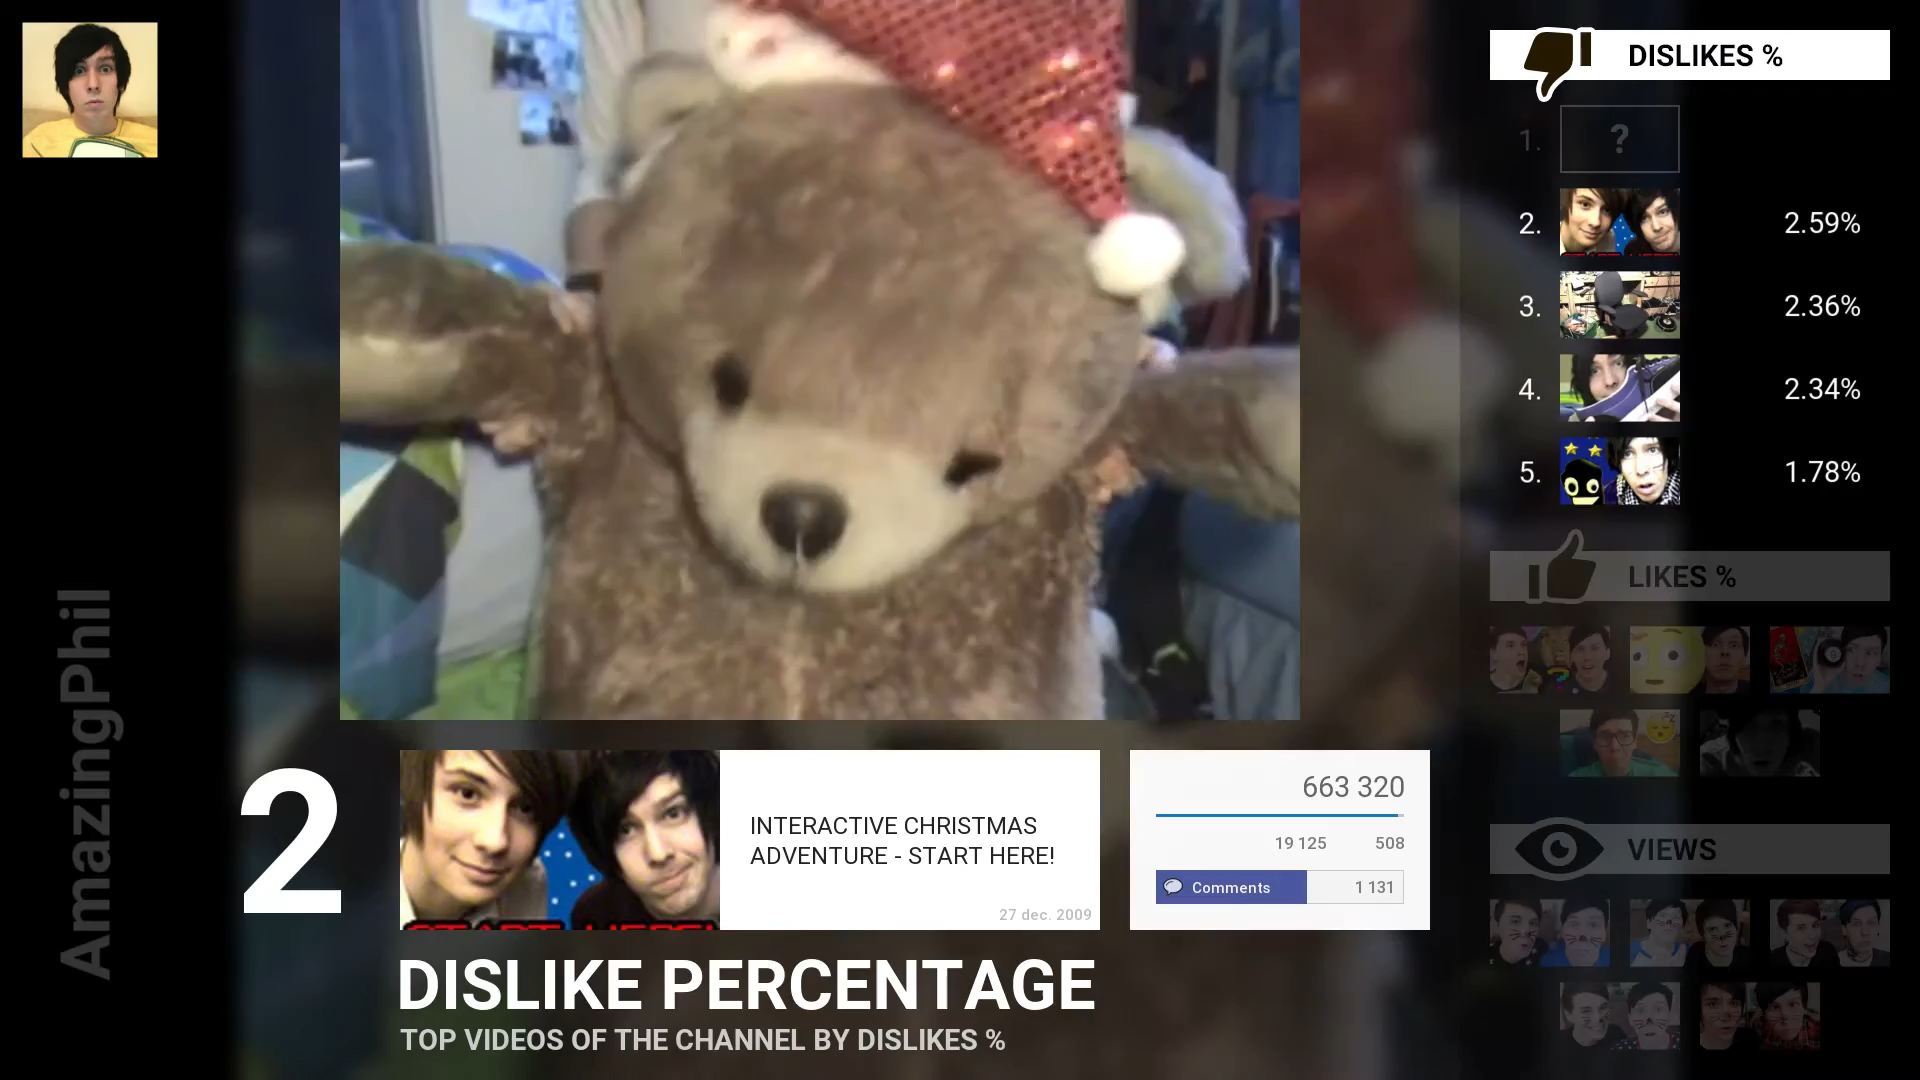 AmazingPhil
DISLIKES %
1.
?
2.
2.59%
3.
2.36%
4.
2.34%
5.
1.78%
LIKES %
VIEWS
2
INTERACTIVE CHRISTMAS
ADVENTURE - START HERE!
27 dec. 2009
663 320
19 125
508
Comments
1 131
DISLIKE PERCENTAGE
TOP VIDEOS OF THE CHANNEL BY DISLIKES %